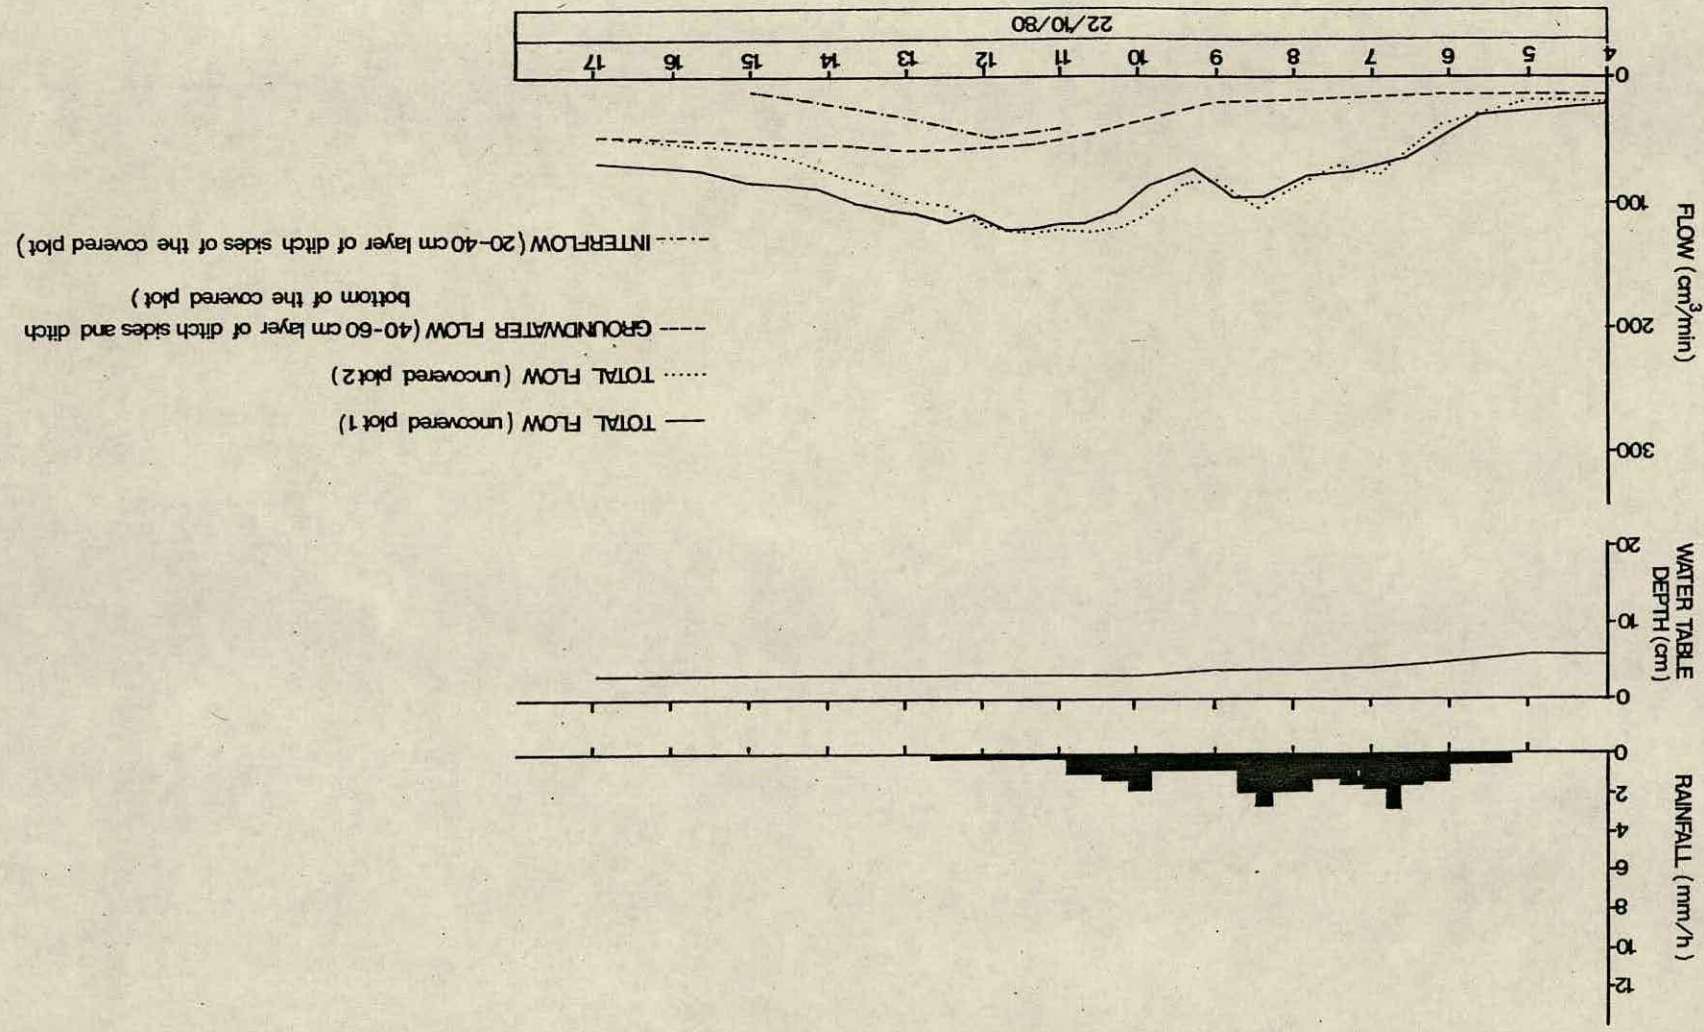 RAINFALL (mm/h)
12
10
8
6
4
2
0
WATER TABLE
DEPTH (cm)
20
10
0
FLOW (cm³/min)
300
200
100
0
—— TOTAL FLOW (uncovered plot 1)
...... TOTAL FLOW (uncovered plot 2)
---- GROUNDWATER FLOW (40-60 cm layer of ditch sides and ditch
bottom of the covered plot)
-·-·-·- INTERFLOW (20-40 cm layer of ditch sides of the covered plot)
4 5 6 7 8 9 10 11 12 13 14 15 16 17
22/10/80